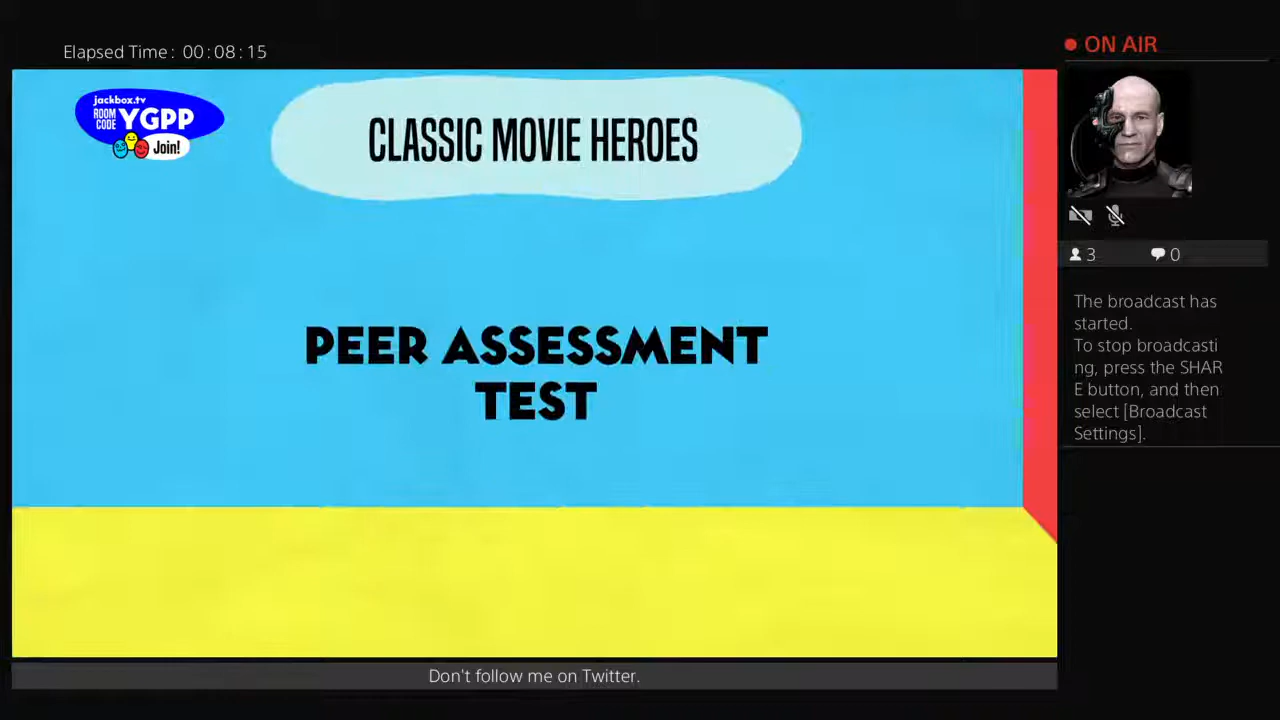 Elapsed Time: 00:08:15
ON AIR
jackbox.tv
ROOM
CODE
YGPP
Join!
CLASSIC MOVIE HEROES
PEER ASSESSMENT
TEST
3
0
The broadcast has
started.
To stop broadcasti
ng, press the SHAR
E button, and then
select [Broadcast
Settings].
Don't follow me on Twitter.